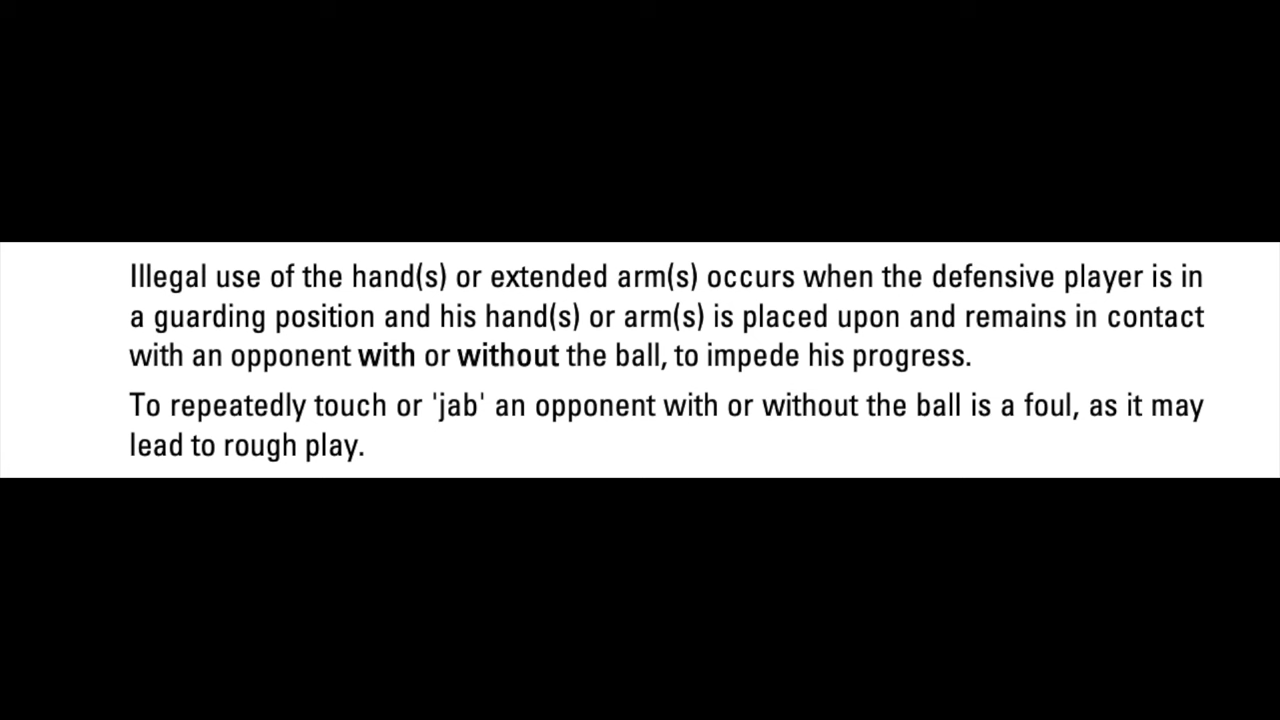 Illegal use of the hand(s) or extended arm(s) occurs when the defensive player is in
a guarding position and his hand(s) or arm(s) is placed upon and remains in contact
with an opponent with or without the ball, to impede his progress.
To repeatedly touch or 'jab' an opponent with or without the ball is a foul, as it may
lead to rough play.